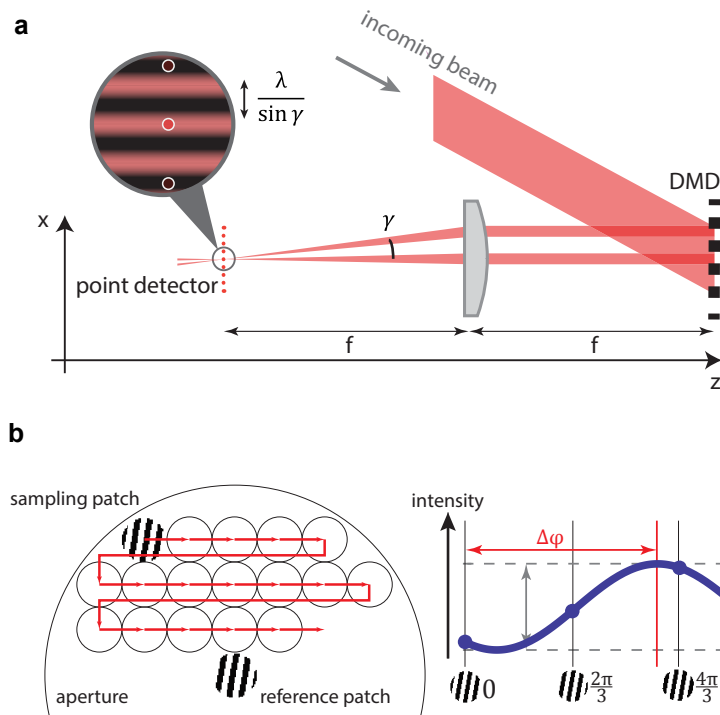 a
incoming beam
λ
sin γ
DMD
x
γ
point detector
f
f
z
b
sampling patch
intensity
Δφ
aperture
reference patch
0
2π
3
4π
3